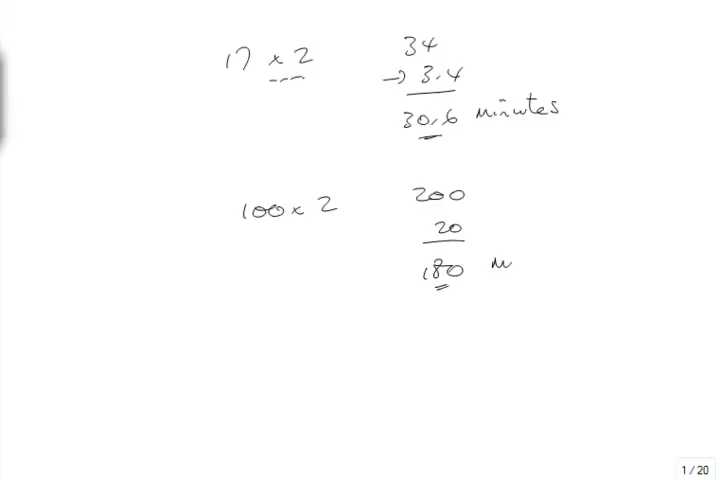 17 x 2 34
→ 3.4
30.6 minutes
100 x 2 200
20
180 m
1 / 20